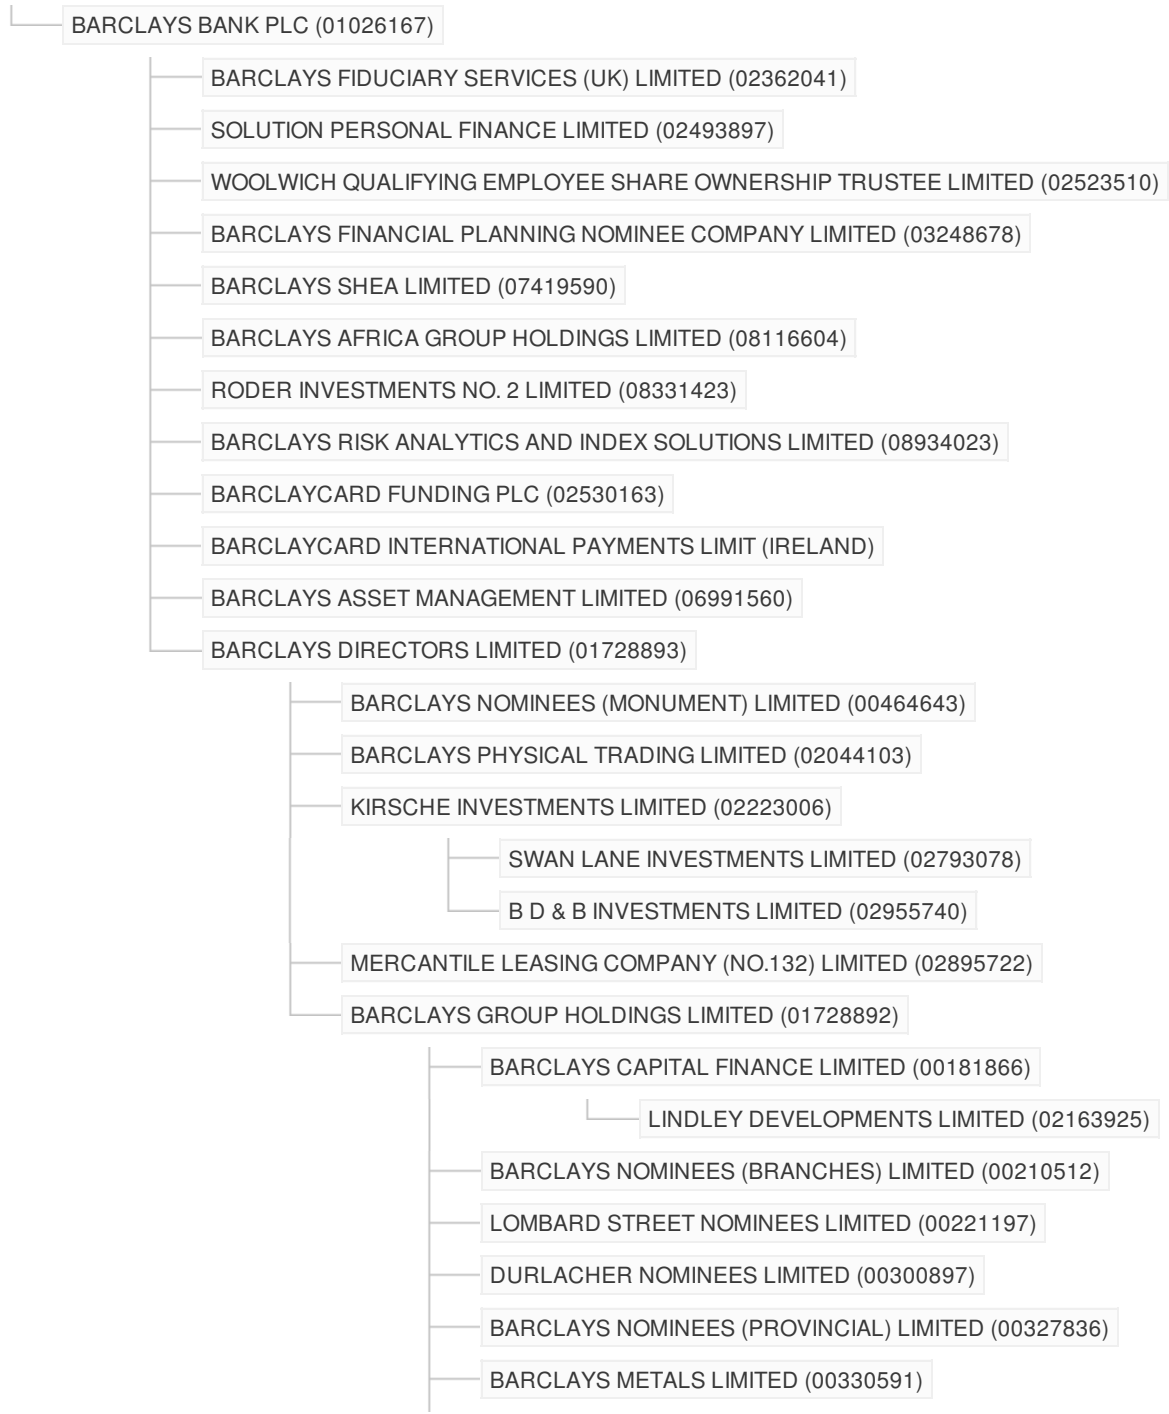 BARCLAYS BANK PLC (01026167)
BARCLAYS FIDUCIARY SERVICES (UK) LIMITED (02362041)
SOLUTION PERSONAL FINANCE LIMITED (02493897)
WOOLWICH QUALIFYING EMPLOYEE SHARE OWNERSHIP TRUSTEE LIMITED (02523510)
BARCLAYS FINANCIAL PLANNING NOMINEE COMPANY LIMITED (03248678)
BARCLAYS SHEA LIMITED (07419590)
BARCLAYS AFRICA GROUP HOLDINGS LIMITED (08116604)
RODER INVESTMENTS NO. 2 LIMITED (08331423)
BARCLAYS RISK ANALYTICS AND INDEX SOLUTIONS LIMITED (08934023)
BARCLAYCARD FUNDING PLC (02530163)
BARCLAYCARD INTERNATIONAL PAYMENTS LIMIT (IRELAND)
BARCLAYS ASSET MANAGEMENT LIMITED (06991560)
BARCLAYS DIRECTORS LIMITED (01728893)
BARCLAYS NOMINEES (MONUMENT) LIMITED (00464643)
BARCLAYS PHYSICAL TRADING LIMITED (02044103)
KIRSCHE INVESTMENTS LIMITED (02223006)
SWAN LANE INVESTMENTS LIMITED (02793078)
B D & B INVESTMENTS LIMITED (02955740)
MERCANTILE LEASING COMPANY (NO.132) LIMITED (02895722)
BARCLAYS GROUP HOLDINGS LIMITED (01728892)
BARCLAYS CAPITAL FINANCE LIMITED (00181866)
LINDLEY DEVELOPMENTS LIMITED (02163925)
BARCLAYS NOMINEES (BRANCHES) LIMITED (00210512)
LOMBARD STREET NOMINEES LIMITED (00221197)
DURLACHER NOMINEES LIMITED (00300897)
BARCLAYS NOMINEES (PROVINCIAL) LIMITED (00327836)
BARCLAYS METALS LIMITED (00330591)